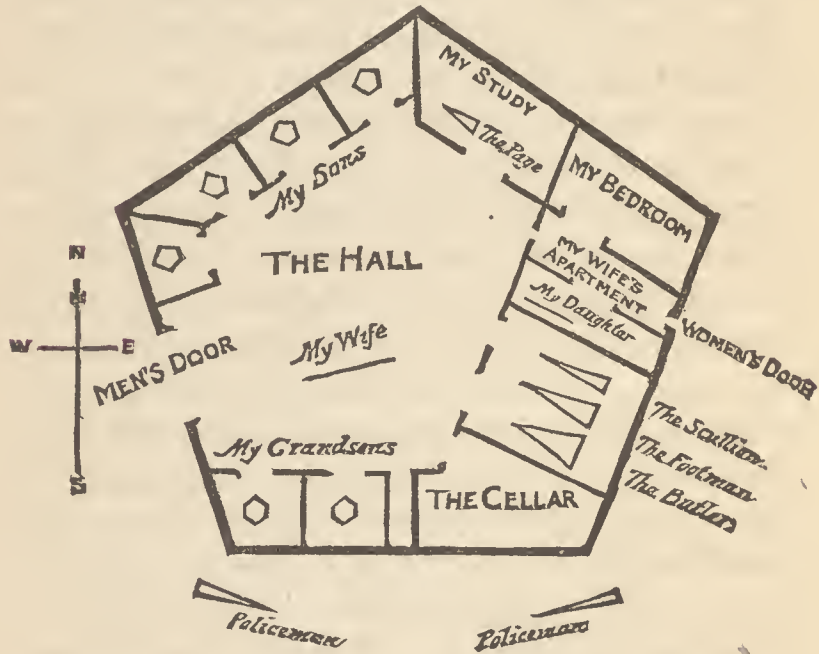 MY STUDY
The Page
MY BEDROOM
My Sons
THE HALL
MY WIFE'S
APARTMENT
My Daughter
N
W E
MEN'S DOOR
My Wife
WOMEN'S DOOR
The Scullion
The Footman
The Butler
My Grandsons
THE CELLAR
Policeman
Policeman